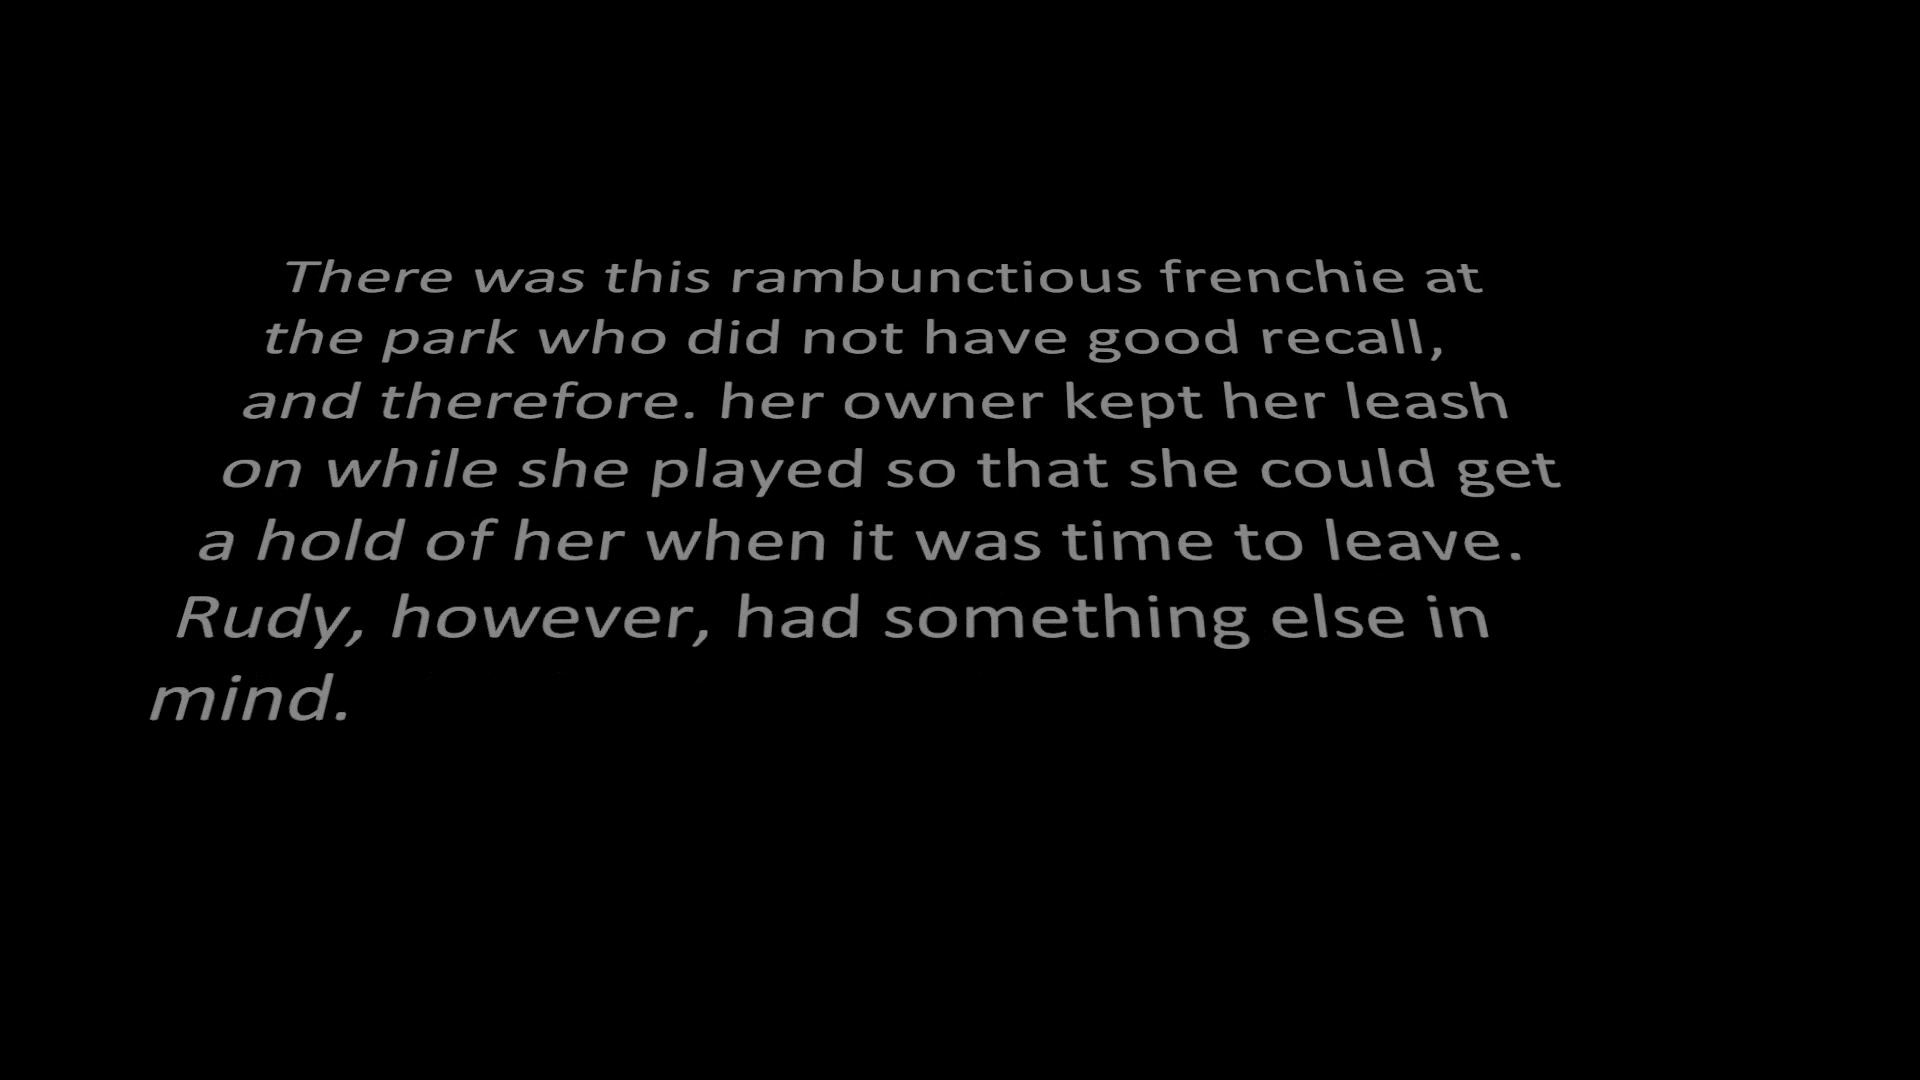 There was this rambunctious frenchie at
the park who did not have good recall,
and therefore. her owner kept her leash
on while she played so that she could get
a hold of her when it was time to leave.
Rudy, however, had something else in
mind.